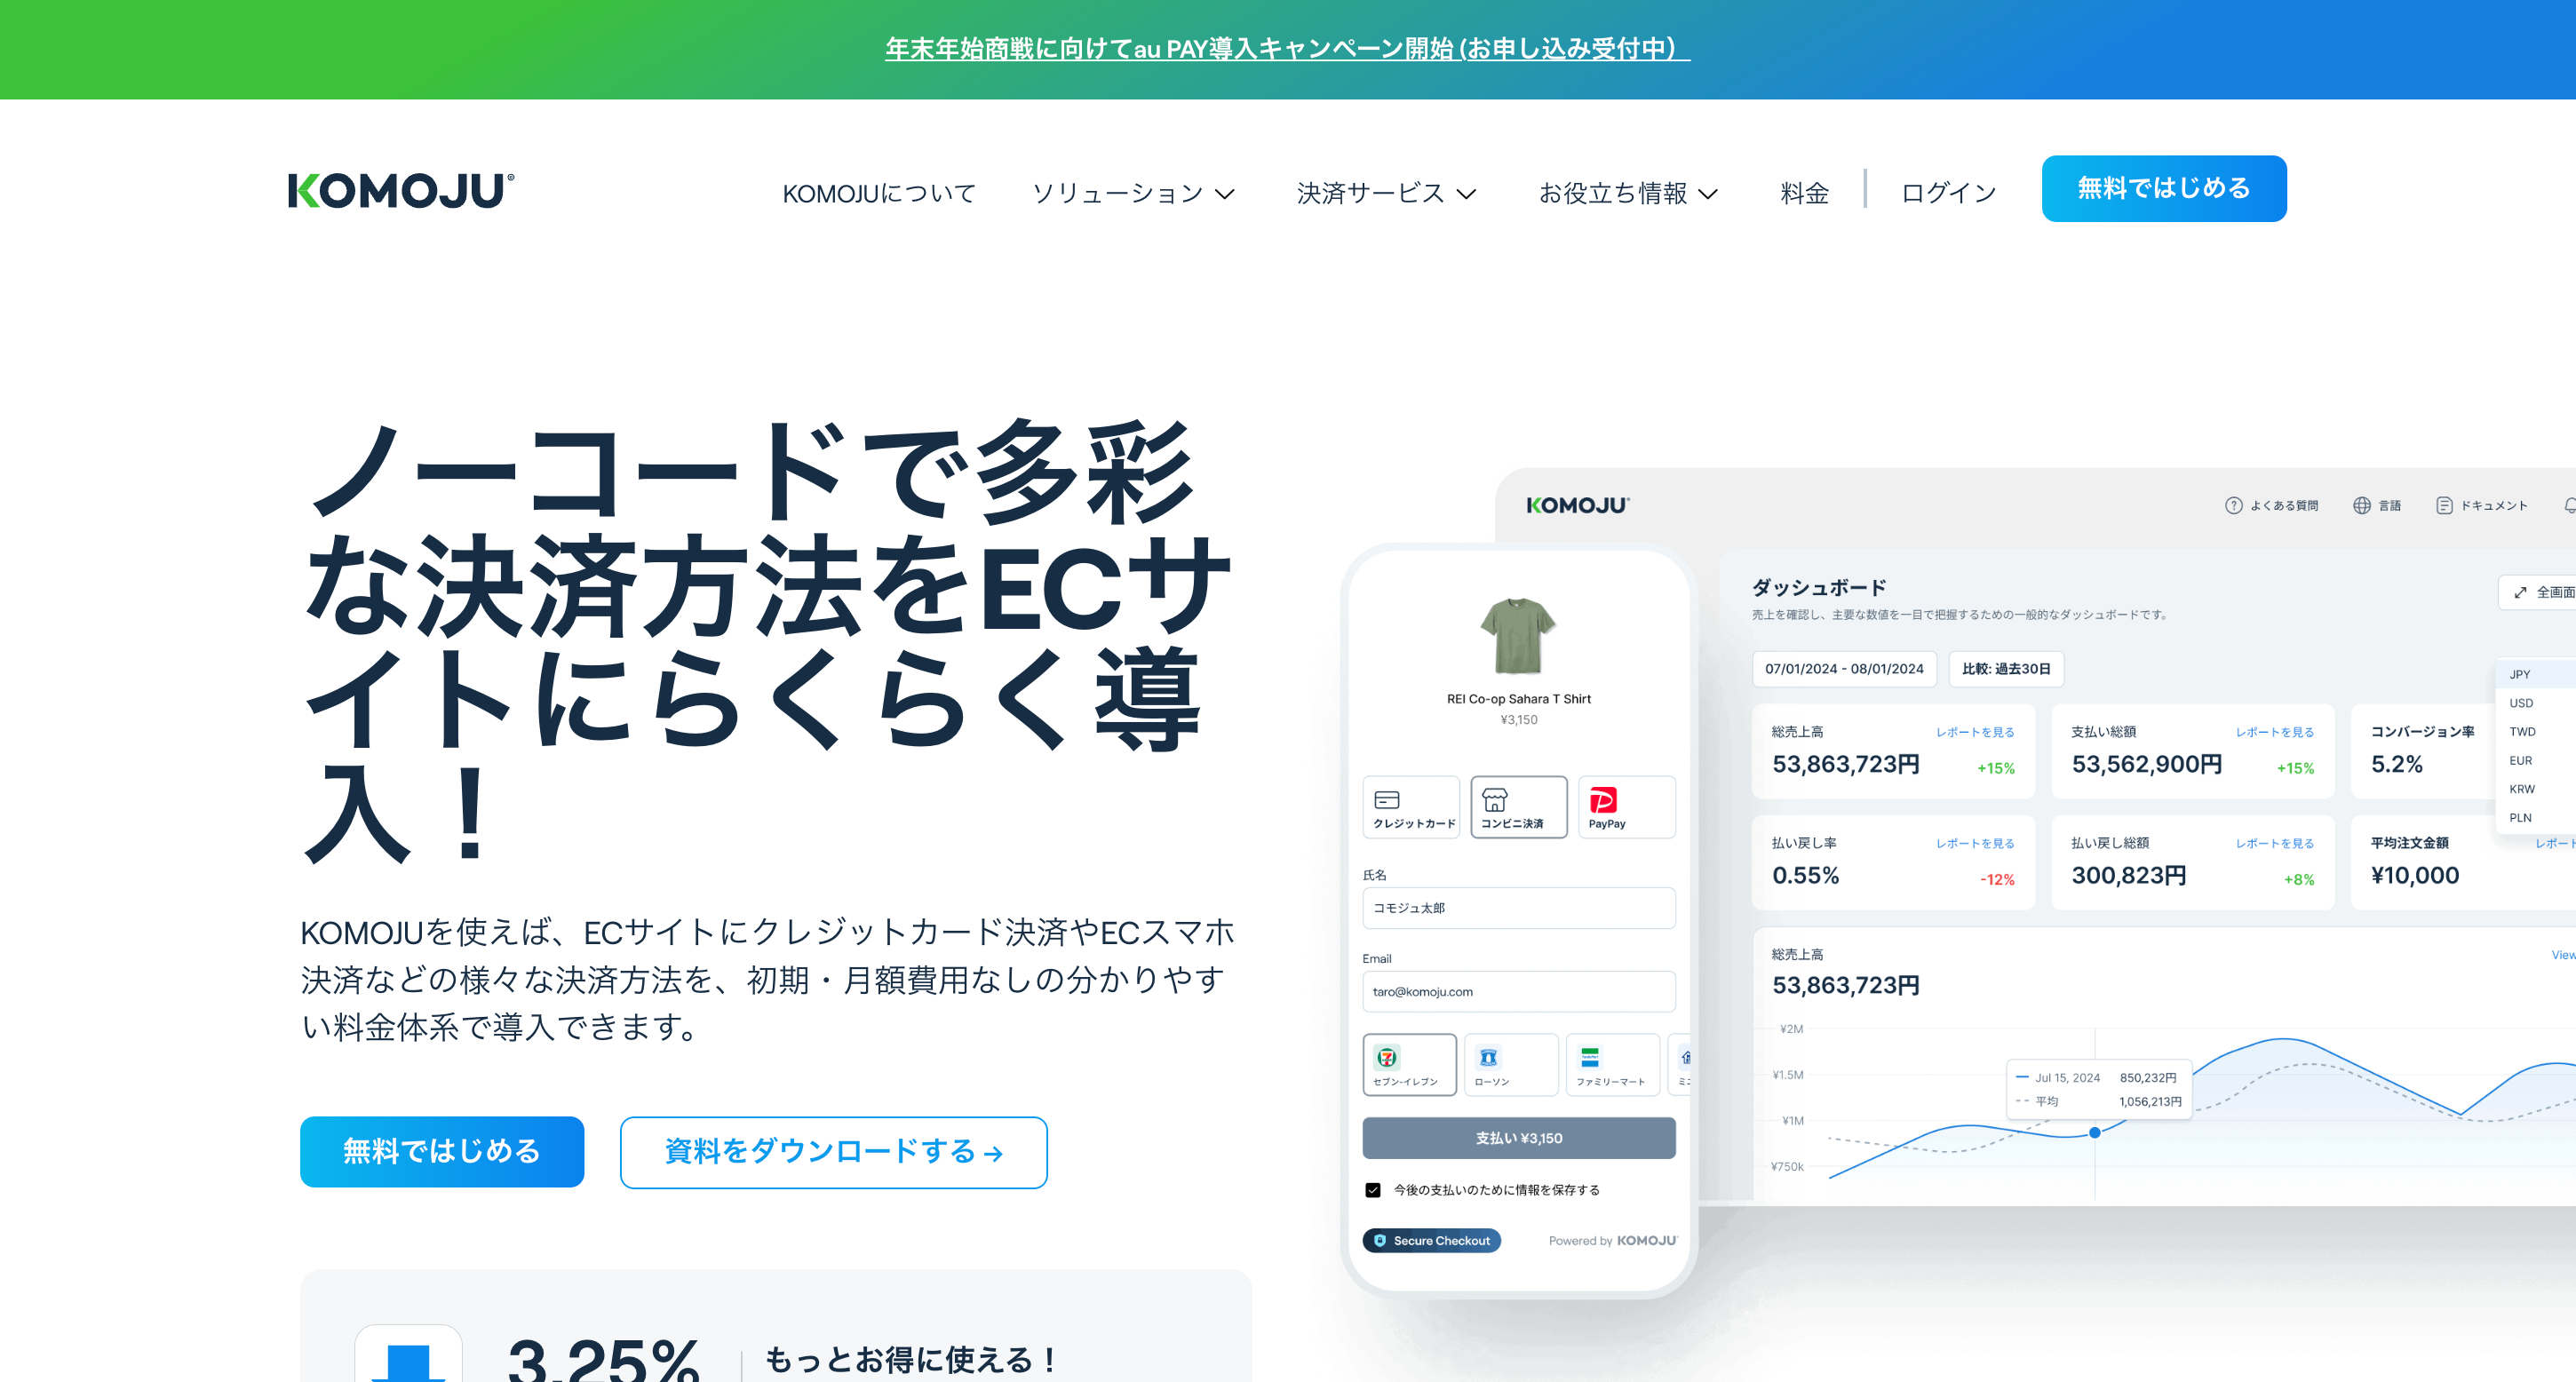 年末年始商戦に向けてau PAY導入キャンペーン開始 (お申し込み受付中）
KOMOJU
KOMOJUについて
ソリューション
決済サービス
お役立ち情報
料金
ログイン
無料ではじめる
ノーコードで多彩
な決済方法をECサ
イトにらくらく導
入！
KOMOJUを使えば、ECサイトにクレジットカード決済やECスマホ
決済などの様々な決済方法を、初期・月額費用なしの分かりやす
い料金体系で導入できます。
無料ではじめる
資料をダウンロードする→
3.25%
もっとお得に使える！
REI Co-op Sahara T Shirt
¥3,150
クレジットカード
コンビニ決済
PayPay
氏名
コモジュ太郎
Email
taro@komoju.com
セブン-イレブン
ローソン
ファミリーマート
ミニ
支払い ¥3,150
今後の支払いのために情報を保存する
Secure Checkout
Powered by KOMOJU
KOMOJU
よくある質問
言語
ドキュメント
ダッシュボード
売上を確認し、主要な数値を一目で把握するための一般的なダッシュボードです。
全画面
07/01/2024 - 08/01/2024
比較: 過去30日
JPY
USD
TWD
EUR
KRW
PLN
総売上高
レポートを見る
53,863,723円
+15%
支払い総額
レポートを見る
53,562,900円
+15%
コンバージョン率
5.2%
払い戻し率
レポートを見る
0.55%
-12%
払い戻し総額
レポートを見る
300,823円
+8%
平均注文金額
レポート
¥10,000
総売上高
View
53,863,723円
¥2M
¥1.5M
¥1M
¥750k
Jul 15, 2024 850,232円
平均 1,056,213円